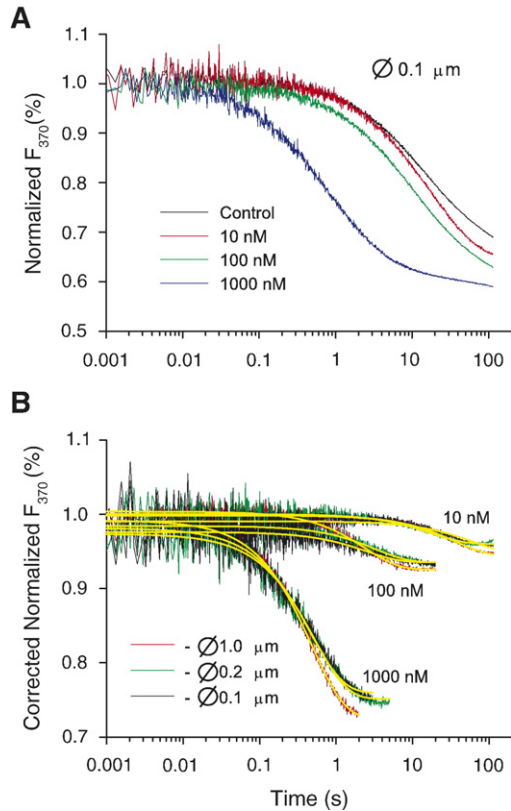 A
Ø 0.1 μm
Normalized F370(%)
1.1
1.0
0.9
0.8
0.7
0.6
0.5
Control
10 nM
100 nM
1000 nM
0.001 0.01 0.1 1 10 100
B
Corrected Normalized F370(%)
1.1
1.0
0.9
0.8
0.7
10 nM
100 nM
1000 nM
- Ø1.0 μm
- Ø0.2 μm
- Ø0.1 μm
0.001 0.01 0.1 1 10 100
Time (s)